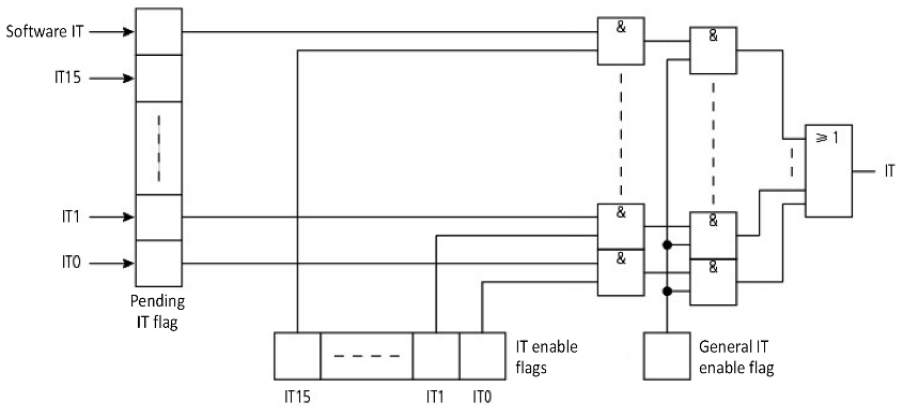 Software IT
IT15
IT1
IT0
Pending
IT flag
&
&
&
&
&
&
⩾ 1
IT
IT enable
flags
IT15
IT1
IT0
General IT
enable flag